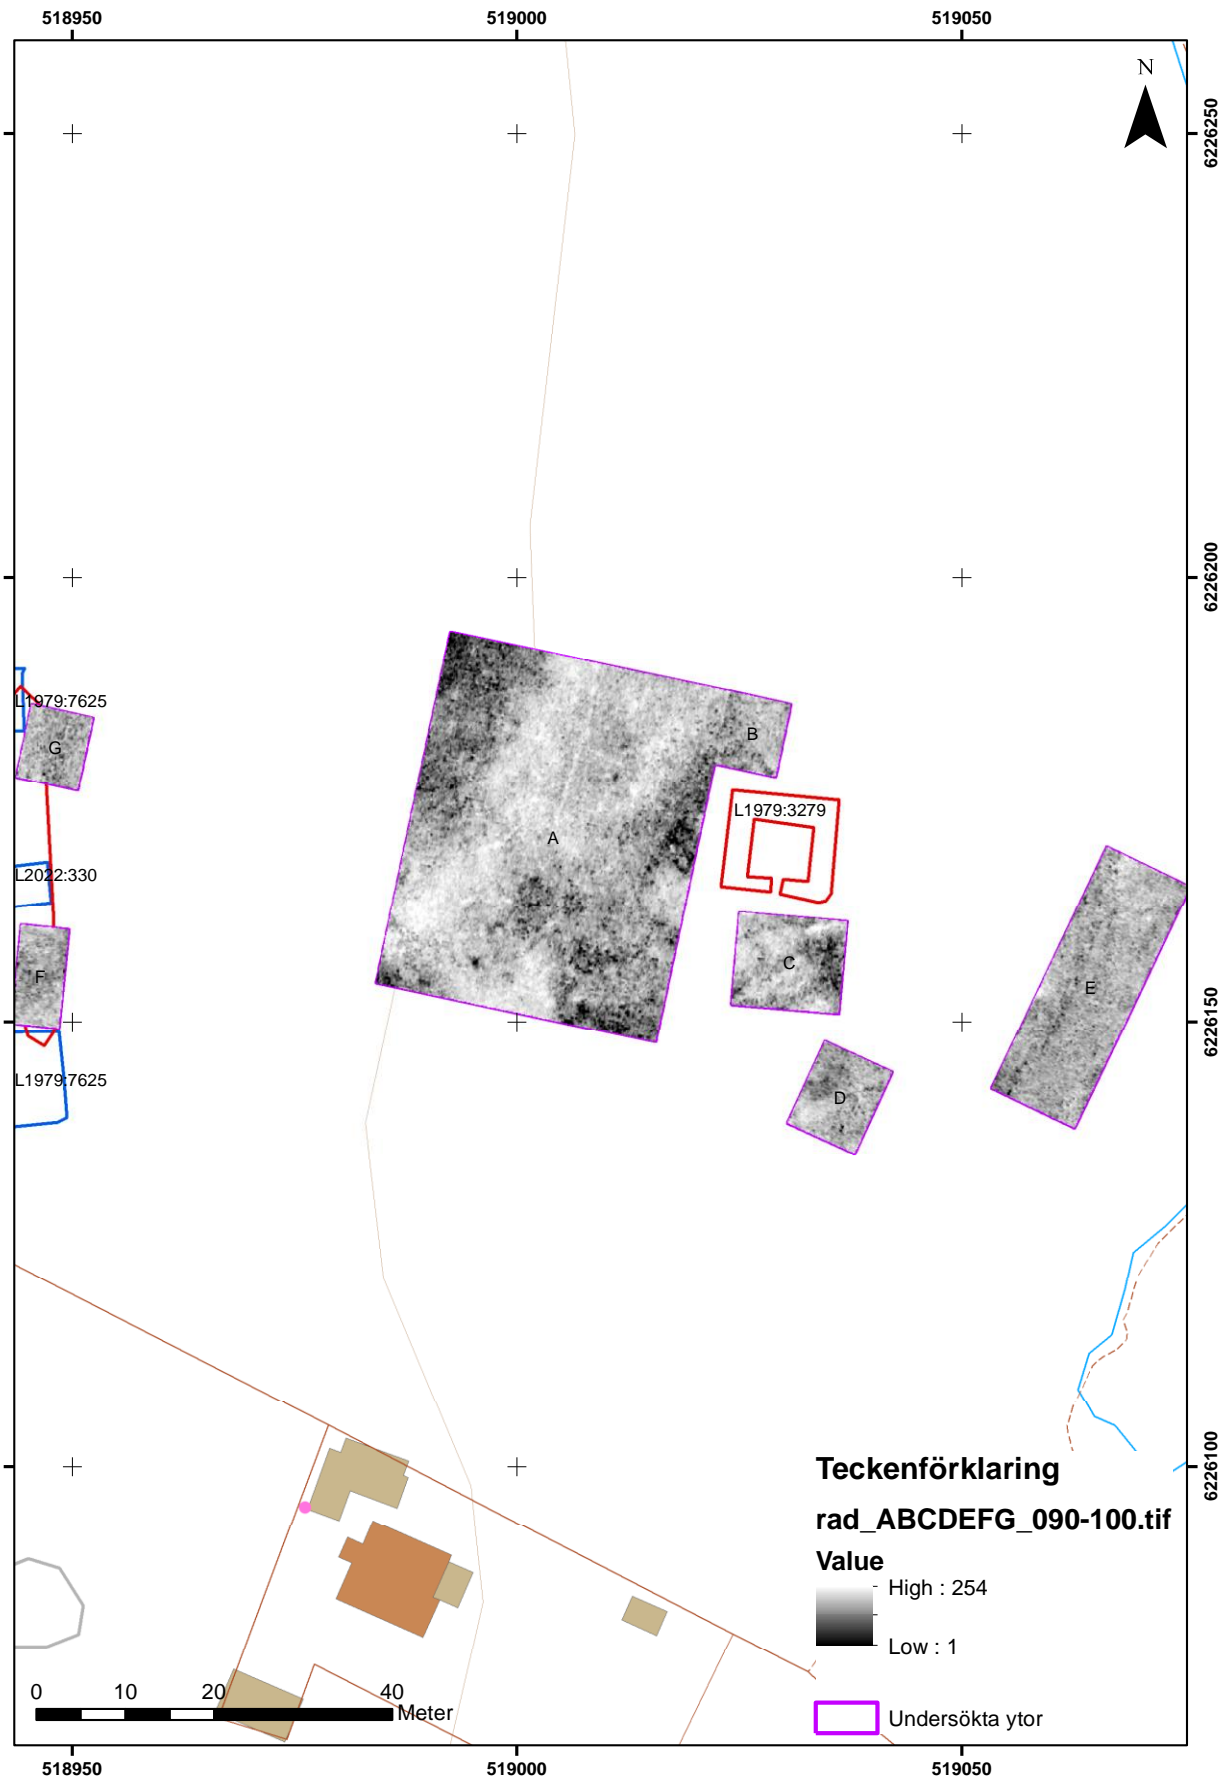 518950 519000 519050
N
6226250
6226200
L1979:7625
G
B
L1979:3279
A
L2022:330
C
F
E
6226150
L1979:7625
D
6226100
Teckenförklaring
rad_ABCDEFG_090-100.tif
Value
High : 254
Low : 1
Undersökta ytor
0 10 20 40
Meter
518950 519000 519050